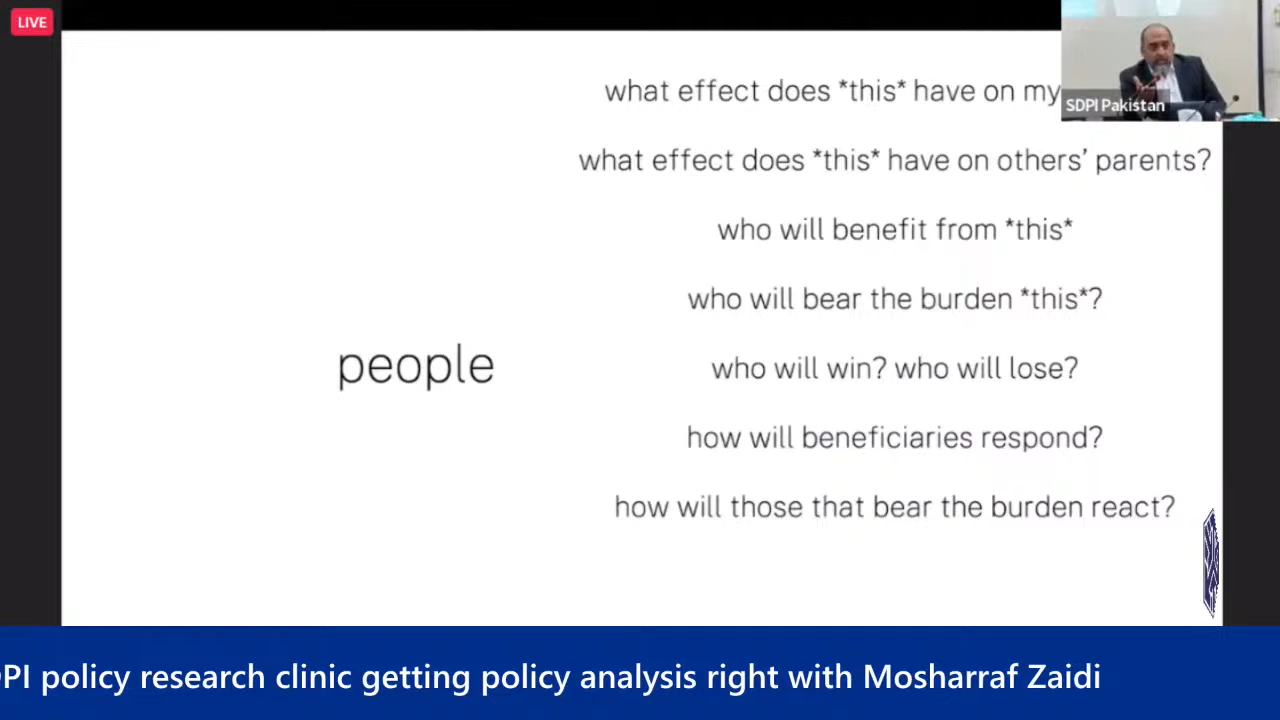 LIVE
what effect does *this* have on my
SDPI Pakistan
what effect does *this* have on others’ parents?
who will benefit from *this*
who will bear the burden *this*?
people
who will win? who will lose?
how will beneficiaries respond?
how will those that bear the burden react?
PI policy research clinic getting policy analysis right with Mosharraf Zaidi